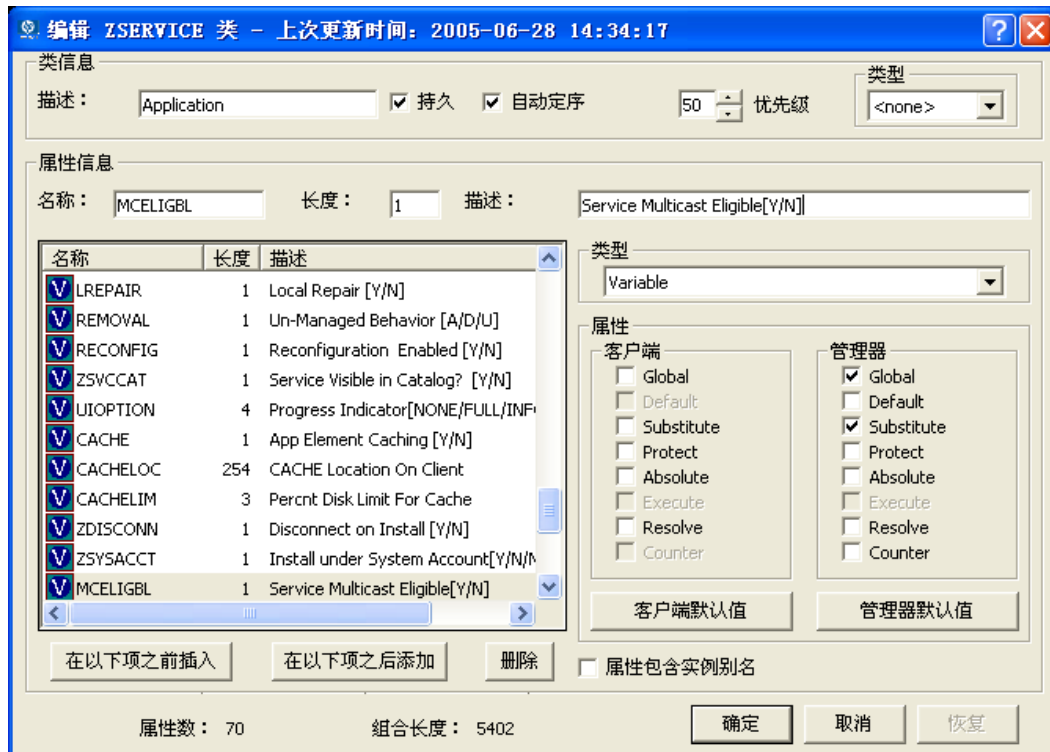 编辑 ZSERVICE 类 - 上次更新时间: 2005-06-28 14:34:17
类信息
描述：
Application
持久
自动定序
50
优先级
类型
<none>
属性信息
名称：
MCELIGBL
长度：
1
描述：
Service Multicast Eligible[Y/N]
名称 长度 描述
V LREPAIR 1 Local Repair [Y/N]
V REMOVAL 1 Un-Managed Behavior [A/D/U]
V RECONFIG 1 Reconfiguration Enabled [Y/N]
V ZSVCCAT 1 Service Visible in Catalog? [Y/N]
V UIOPTION 4 Progress Indicator[NONE/FULL/INF
V CACHE 1 App Element Caching [Y/N]
V CACHELOC 254 CACHE Location On Client
V CACHELIM 3 Percnt Disk Limit For Cache
V ZDISCONN 1 Disconnect on Install [Y/N]
V ZSYSACCT 1 Install under System Account[Y/N/
V MCELIGBL 1 Service Multicast Eligible[Y/N]
在以下项之前插入
在以下项之后添加
删除
类型
Variable
属性
客户端
Global
Default
Substitute
Protect
Absolute
Execute
Resolve
Counter
客户端默认值
管理器
Global
Default
Substitute
Protect
Absolute
Execute
Resolve
Counter
管理器默认值
属性包含实例别名
属性数： 70
组合长度： 5402
确定
取消
恢复